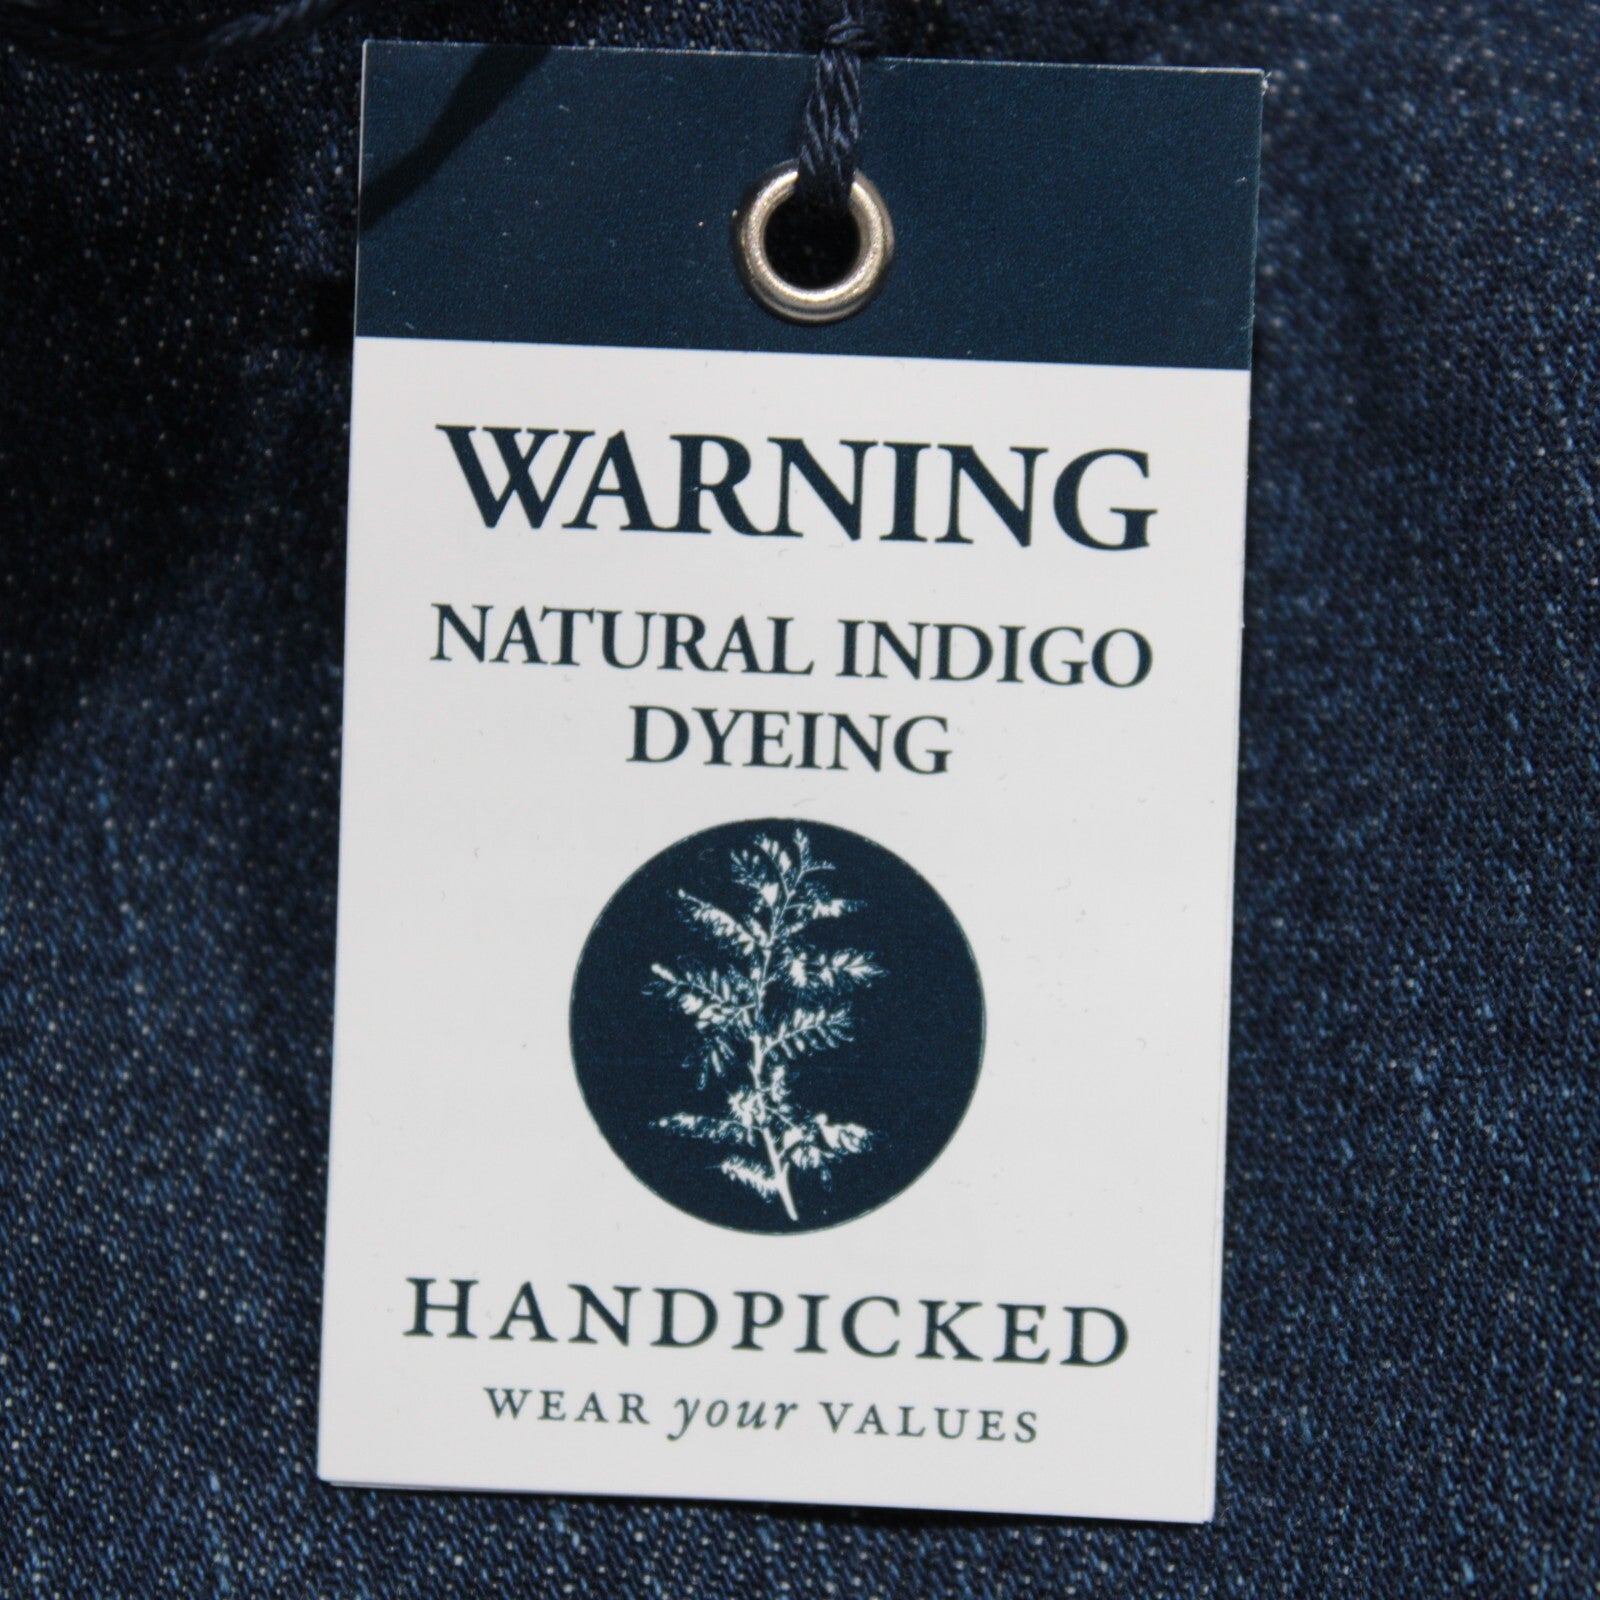 WARNING
NATURAL INDIGO
DYEING
HANDPICKED
WEAR your VALUES